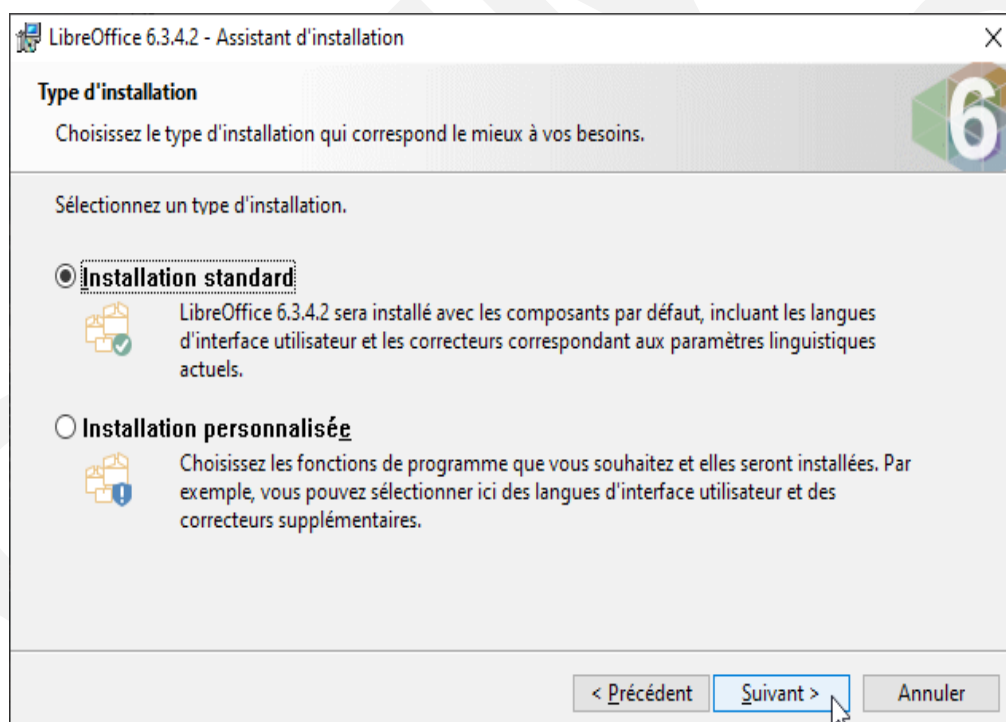 LibreOffice 6.3.4.2 - Assistant d'installation
Type d'installation
Choisissez le type d'installation qui correspond le mieux à vos besoins.
6
Sélectionnez un type d'installation.
Installation standard
LibreOffice 6.3.4.2 sera installé avec les composants par défaut, incluant les langues
d'interface utilisateur et les correcteurs correspondant aux paramètres linguistiques
actuels.
Installation personnalisée
Choisissez les fonctions de programme que vous souhaitez et elles seront installées. Par
exemple, vous pouvez sélectionner ici des langues d'interface utilisateur et des
correcteurs supplémentaires.
< Précédent Suivant > Annuler